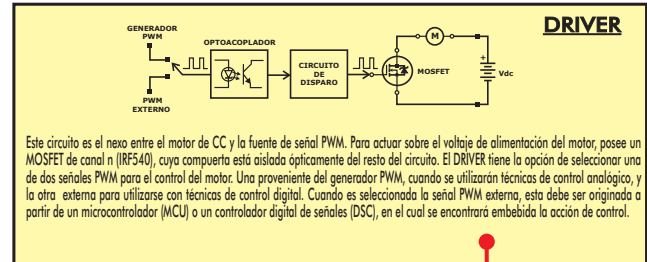 DRIVER
GENERADOR
PWM
OPTOACOPLADOR
CIRCUITO
DE
DISPARO
M
MOSFET
+
Vdc
PWM
EXTERNO
Este circuito es el nexo entre el motor de CC y la fuente de señal PWM. Para actuar sobre el voltaje de alimentación del motor, posee un
MOSFET de canal n (IRF540), cuya compuerta está aislada ópticamente del resto del circuito. El DRIVER tiene la opción de seleccionar una
de dos señales PWM para el control del motor. Una proveniente del generador PWM, cuando se utilizarán técnicas de control analógico, y
la otra externa para utilizarse con técnicas de control digital. Cuando es seleccionada la señal PWM externa, esta debe ser originada a
partir de un microcontrolador (MCU) o un controlador digital de señales (DSC), en el cual se encontrará embebida la acción de control.